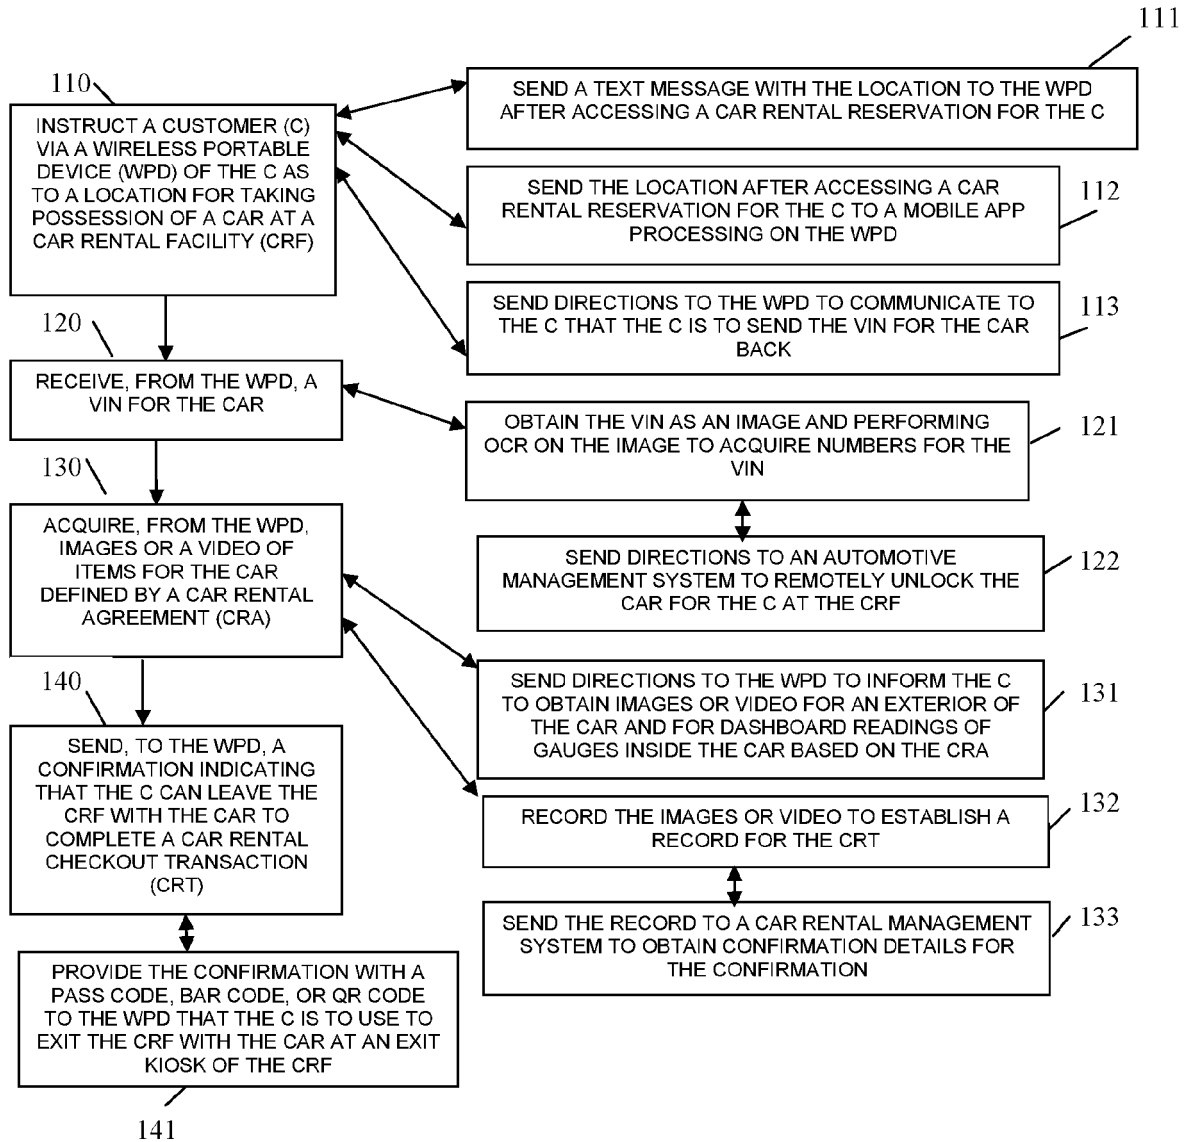 111
110
SEND A TEXT MESSAGE WITH THE LOCATION TO THE WPD
AFTER ACCESSING A CAR RENTAL RESERVATION FOR THE C
INSTRUCT A CUSTOMER (C)
VIA A WIRELESS PORTABLE
DEVICE (WPD) OF THE C AS
TO A LOCATION FOR TAKING
POSSESSION OF A CAR AT A
CAR RENTAL FACILITY (CRF)
SEND THE LOCATION AFTER ACCESSING A CAR
RENTAL RESERVATION FOR THE C TO A MOBILE APP
PROCESSING ON THE WPD
112
SEND DIRECTIONS TO THE WPD TO COMMUNICATE TO
THE C THAT THE C IS TO SEND THE VIN FOR THE CAR
BACK
113
120
RECEIVE, FROM THE WPD, A
VIN FOR THE CAR
OBTAIN THE VIN AS AN IMAGE AND PERFORMING
OCR ON THE IMAGE TO ACQUIRE NUMBERS FOR THE
VIN
121
130
ACQUIRE, FROM THE WPD,
IMAGES OR A VIDEO OF
ITEMS FOR THE CAR
DEFINED BY A CAR RENTAL
AGREEMENT (CRA)
SEND DIRECTIONS TO AN AUTOMOTIVE
MANAGEMENT SYSTEM TO REMOTELY UNLOCK THE
CAR FOR THE C AT THE CRF
122
SEND DIRECTIONS TO THE WPD TO INFORM THE C
TO OBTAIN IMAGES OR VIDEO FOR AN EXTERIOR OF
THE CAR AND FOR DASHBOARD READINGS OF
GAUGES INSIDE THE CAR BASED ON THE CRA
131
140
SEND, TO THE WPD, A
CONFIRMATION INDICATING
THAT THE C CAN LEAVE THE
CRF WITH THE CAR TO
COMPLETE A CAR RENTAL
CHECKOUT TRANSACTION
(CRT)
RECORD THE IMAGES OR VIDEO TO ESTABLISH A
RECORD FOR THE CRT
132
SEND THE RECORD TO A CAR RENTAL MANAGEMENT
SYSTEM TO OBTAIN CONFIRMATION DETAILS FOR
THE CONFIRMATION
133
PROVIDE THE CONFIRMATION WITH A
PASS CODE, BAR CODE, OR QR CODE
TO THE WPD THAT THE C IS TO USE TO
EXIT THE CRF WITH THE CAR AT AN EXIT
KIOSK OF THE CRF
141